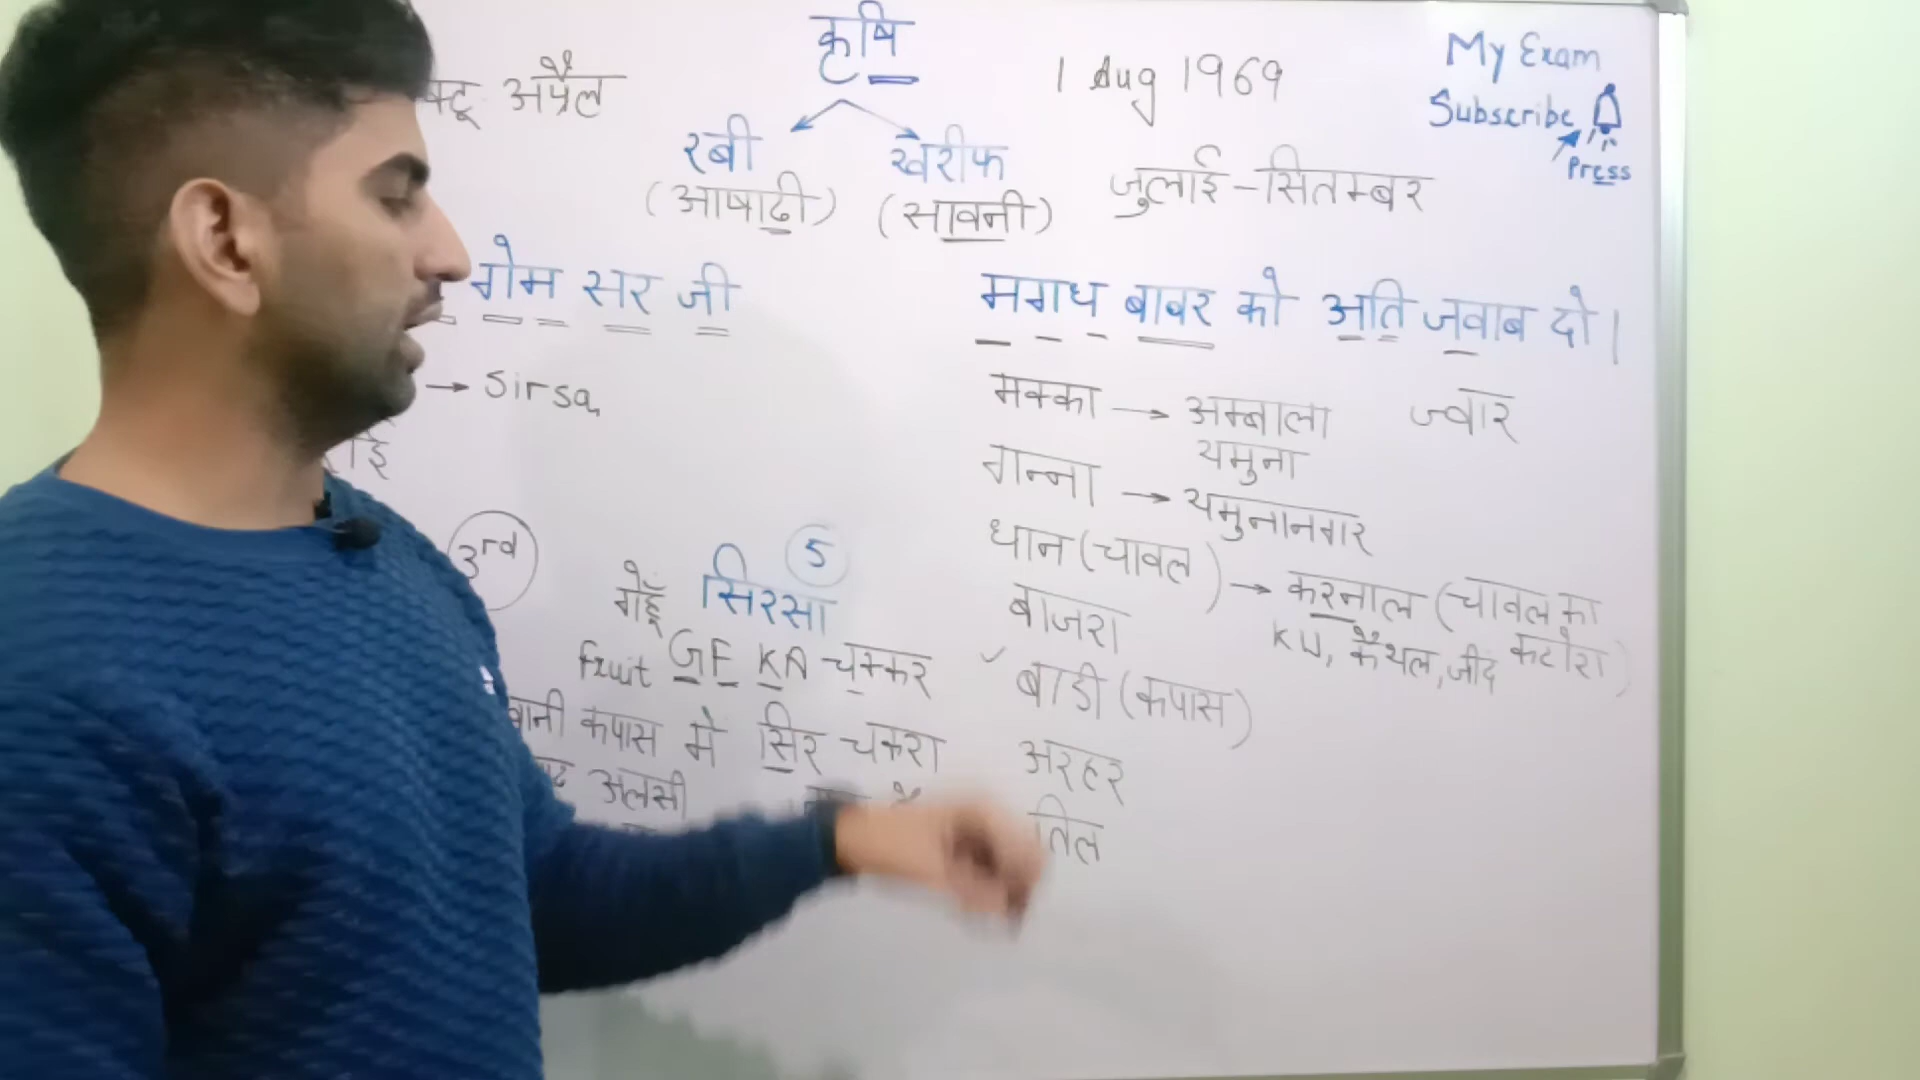 कृषि
अप्रैल
1 Aug 1969
My Exam
Subscribe
Press
रबी
खरीफ
(आषाढी)
(सावनी)
जुलाई-सितम्बर
गेम सर जी
मगध बाबर को अति जवाब दो।
→ Sirsa
मक्का → अम्बाला
ज्वार
यमुना
गन्ना → यमुनानगर
3rd
5
गेहूँ सिरसा
धान (चावल) → करनाल (चावल का कटोरा)
KU, कैथल, जींद
बाजरा
Fruit GF KA चक्कर
✓ बाडी (कपास)
कपास मे सिर चकरा
अरहर
अलसी
तिल